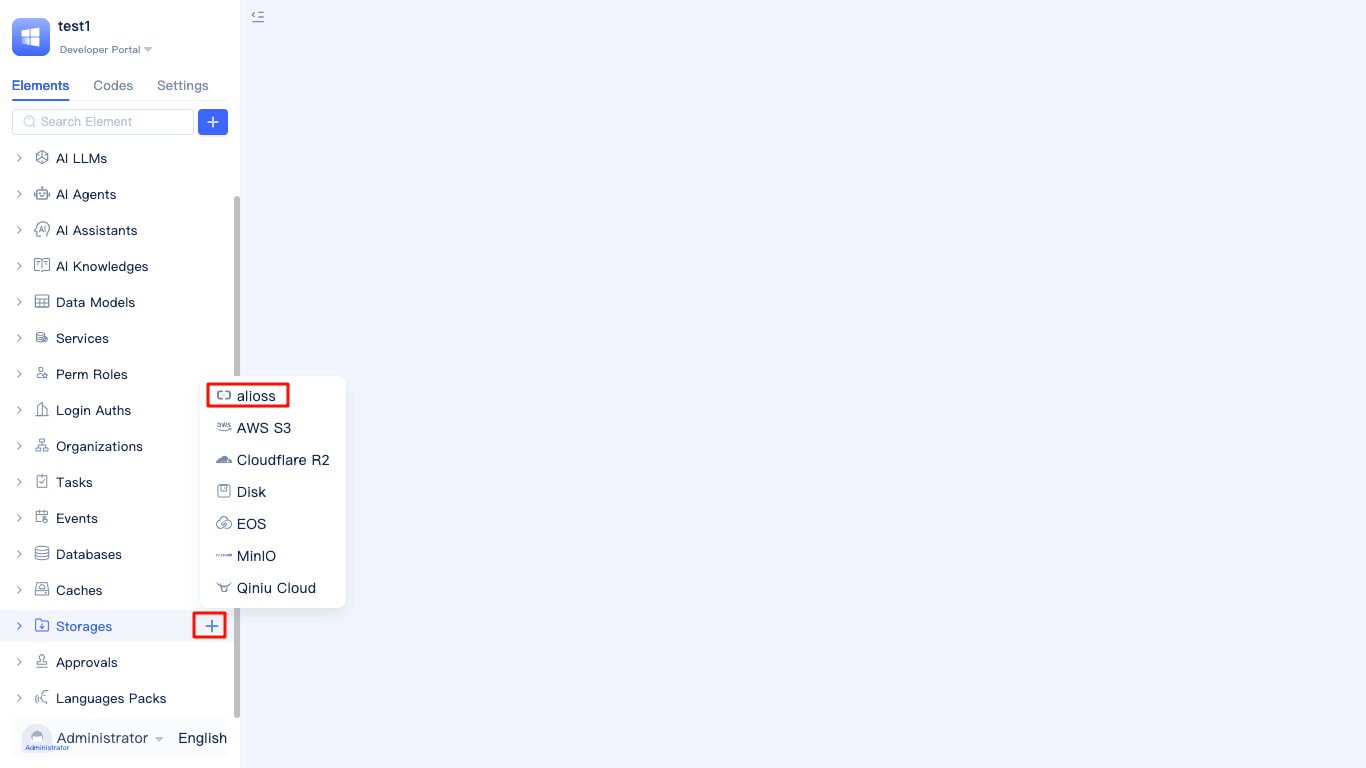 test1
Developer Portal
Elements Codes Settings
Search Element
AI LLMs
AI Agents
AI Assistants
AI Knowledges
Data Models
Services
Perm Roles
Login Auths
Organizations
Tasks
Events
Databases
Caches
Storages
Approvals
Languages Packs
alioss
AWS S3
Cloudflare R2
Disk
EOS
MinIO
Qiniu Cloud
Administrator English
Administrator